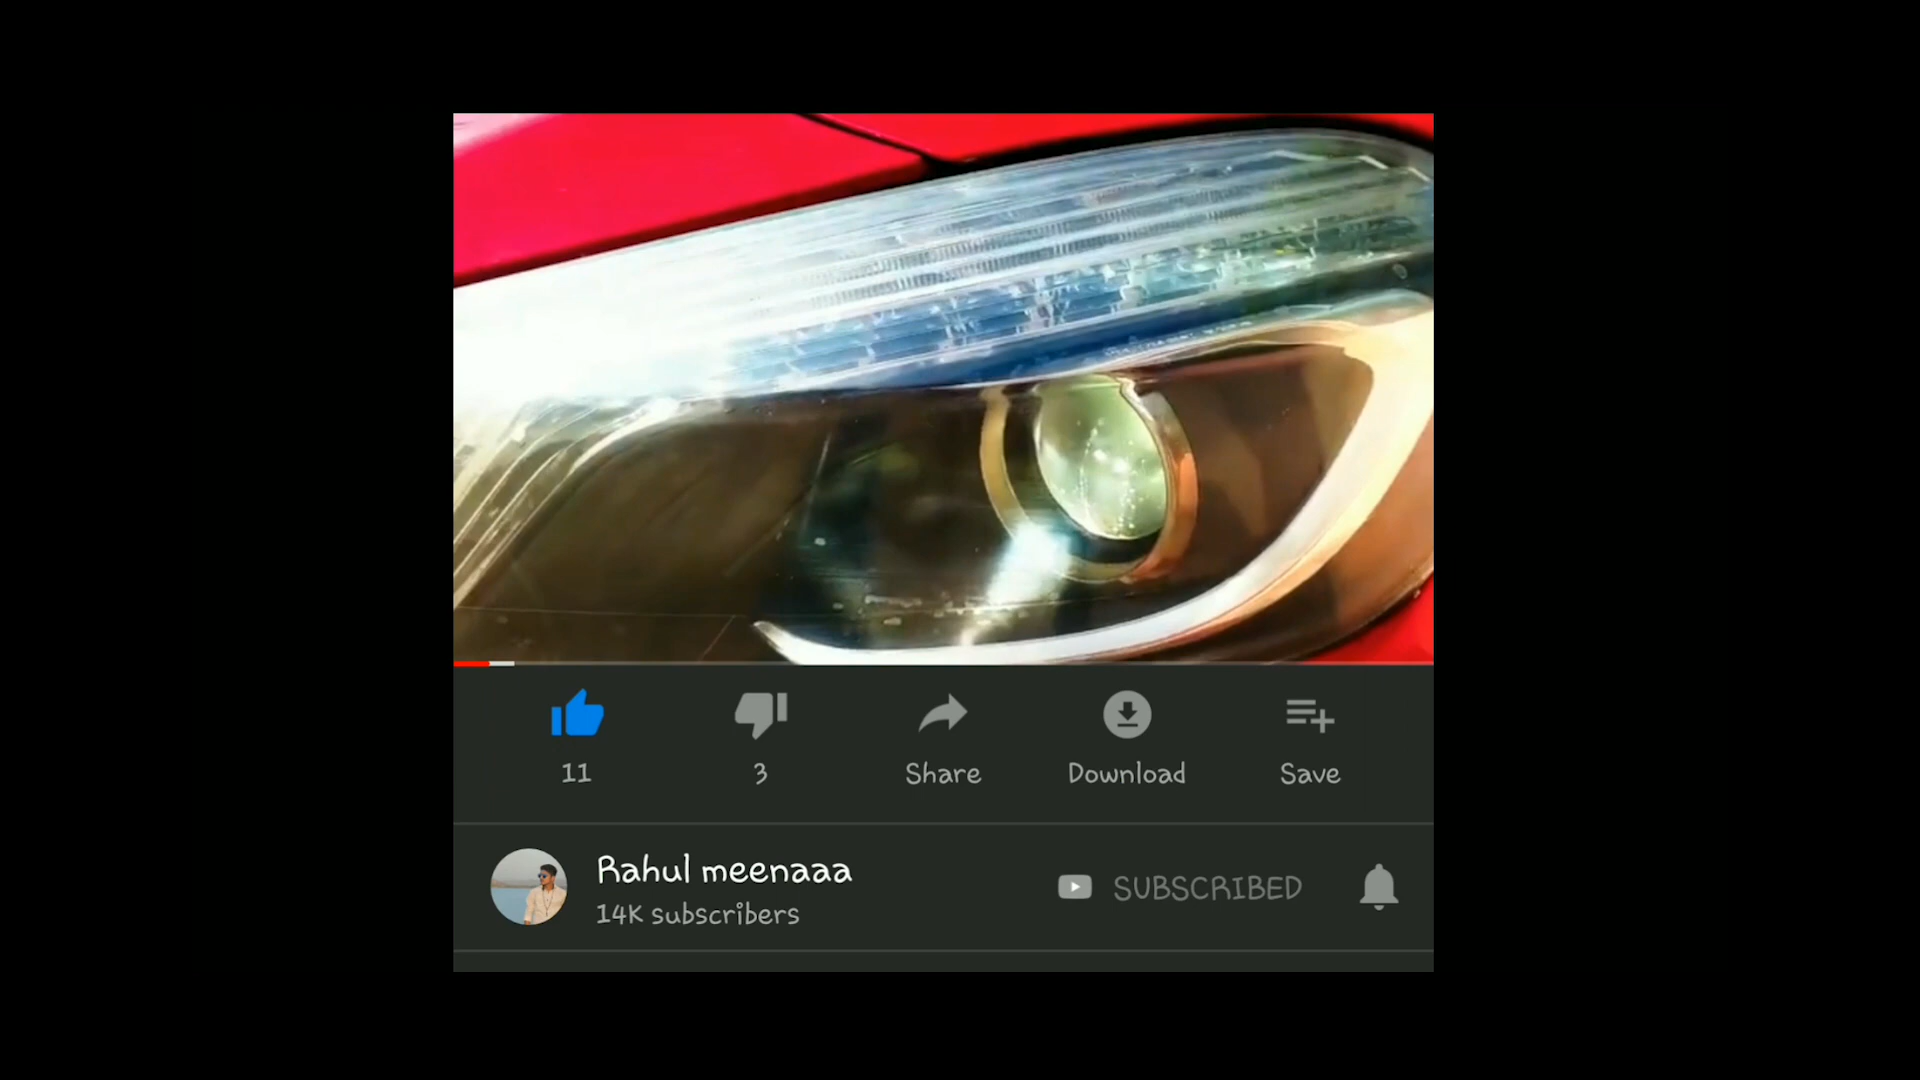 11
3
Share
Download
Save
Rahul meenaaa
14K subscribers
SUBSCRIBED